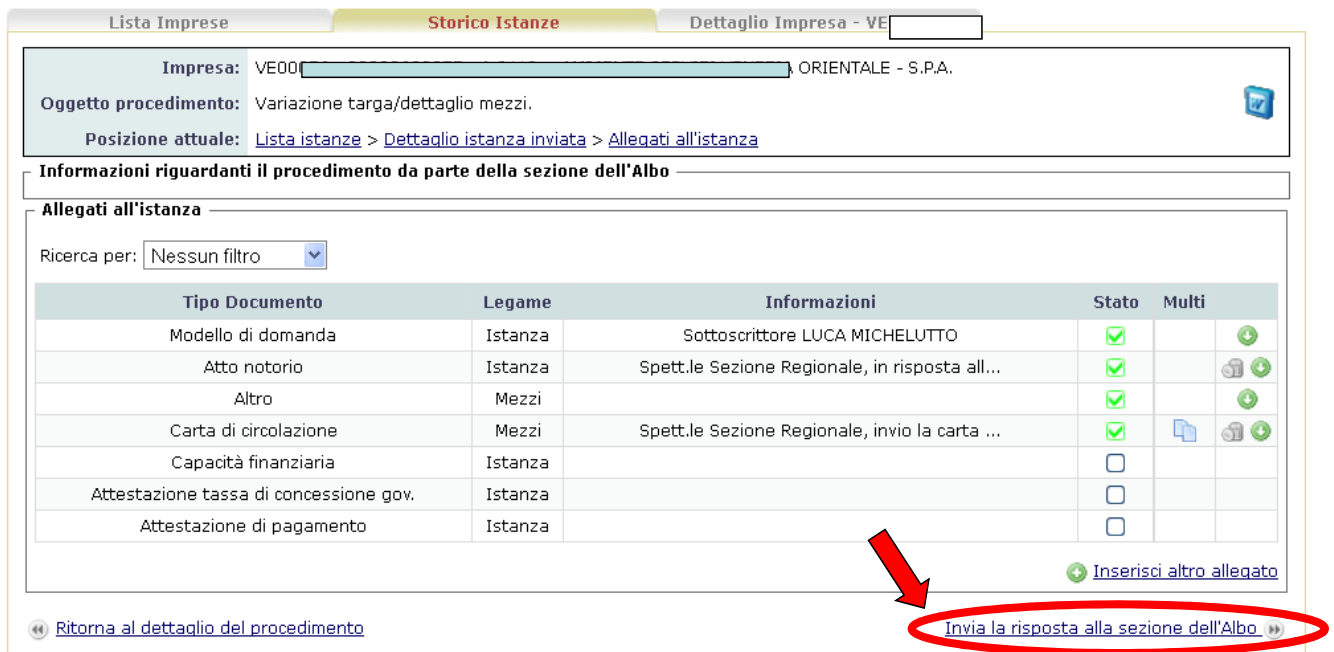 Lista Imprese Storico Istanze Dettaglio Impresa - VE
Impresa: VE00 ORIENTALE - S.P.A.
Oggetto procedimento: Variazione targa/dettaglio mezzi.
Posizione attuale: Lista istanze > Dettaglio istanza inviata > Allegati all'istanza
Informazioni riguardanti il procedimento da parte della sezione dell'Albo
Allegati all'istanza
Ricerca per: Nessun filtro
Tipo Documento Legame Informazioni Stato Multi
Modello di domanda Istanza Sottoscrittore LUCA MICHELUTTO
Atto notorio Istanza Spett.le Sezione Regionale, in risposta all...
Altro Mezzi
Carta di circolazione Mezzi Spett.le Sezione Regionale, invio la carta ...
Capacità finanziaria Istanza
Attestazione tassa di concessione gov. Istanza
Attestazione di pagamento Istanza
Inserisci altro allegato
Ritorna al dettaglio del procedimento Invia la risposta alla sezione dell'Albo